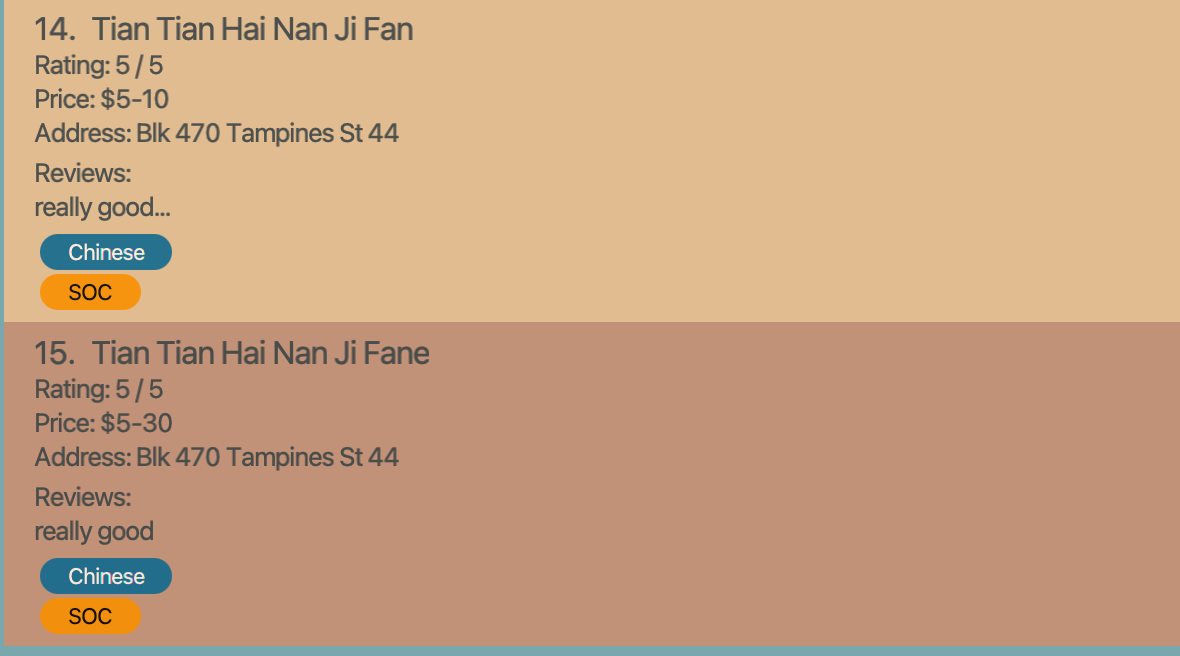 14. Tian Tian Hai Nan Ji Fan
Rating: 5 / 5
Price: $5-10
Address: Blk 470 Tampines St 44
Reviews:
really good...
Chinese
SOC
15. Tian Tian Hai Nan Ji Fane
Rating: 5 / 5
Price: $5-30
Address: Blk 470 Tampines St 44
Reviews:
really good
Chinese
SOC